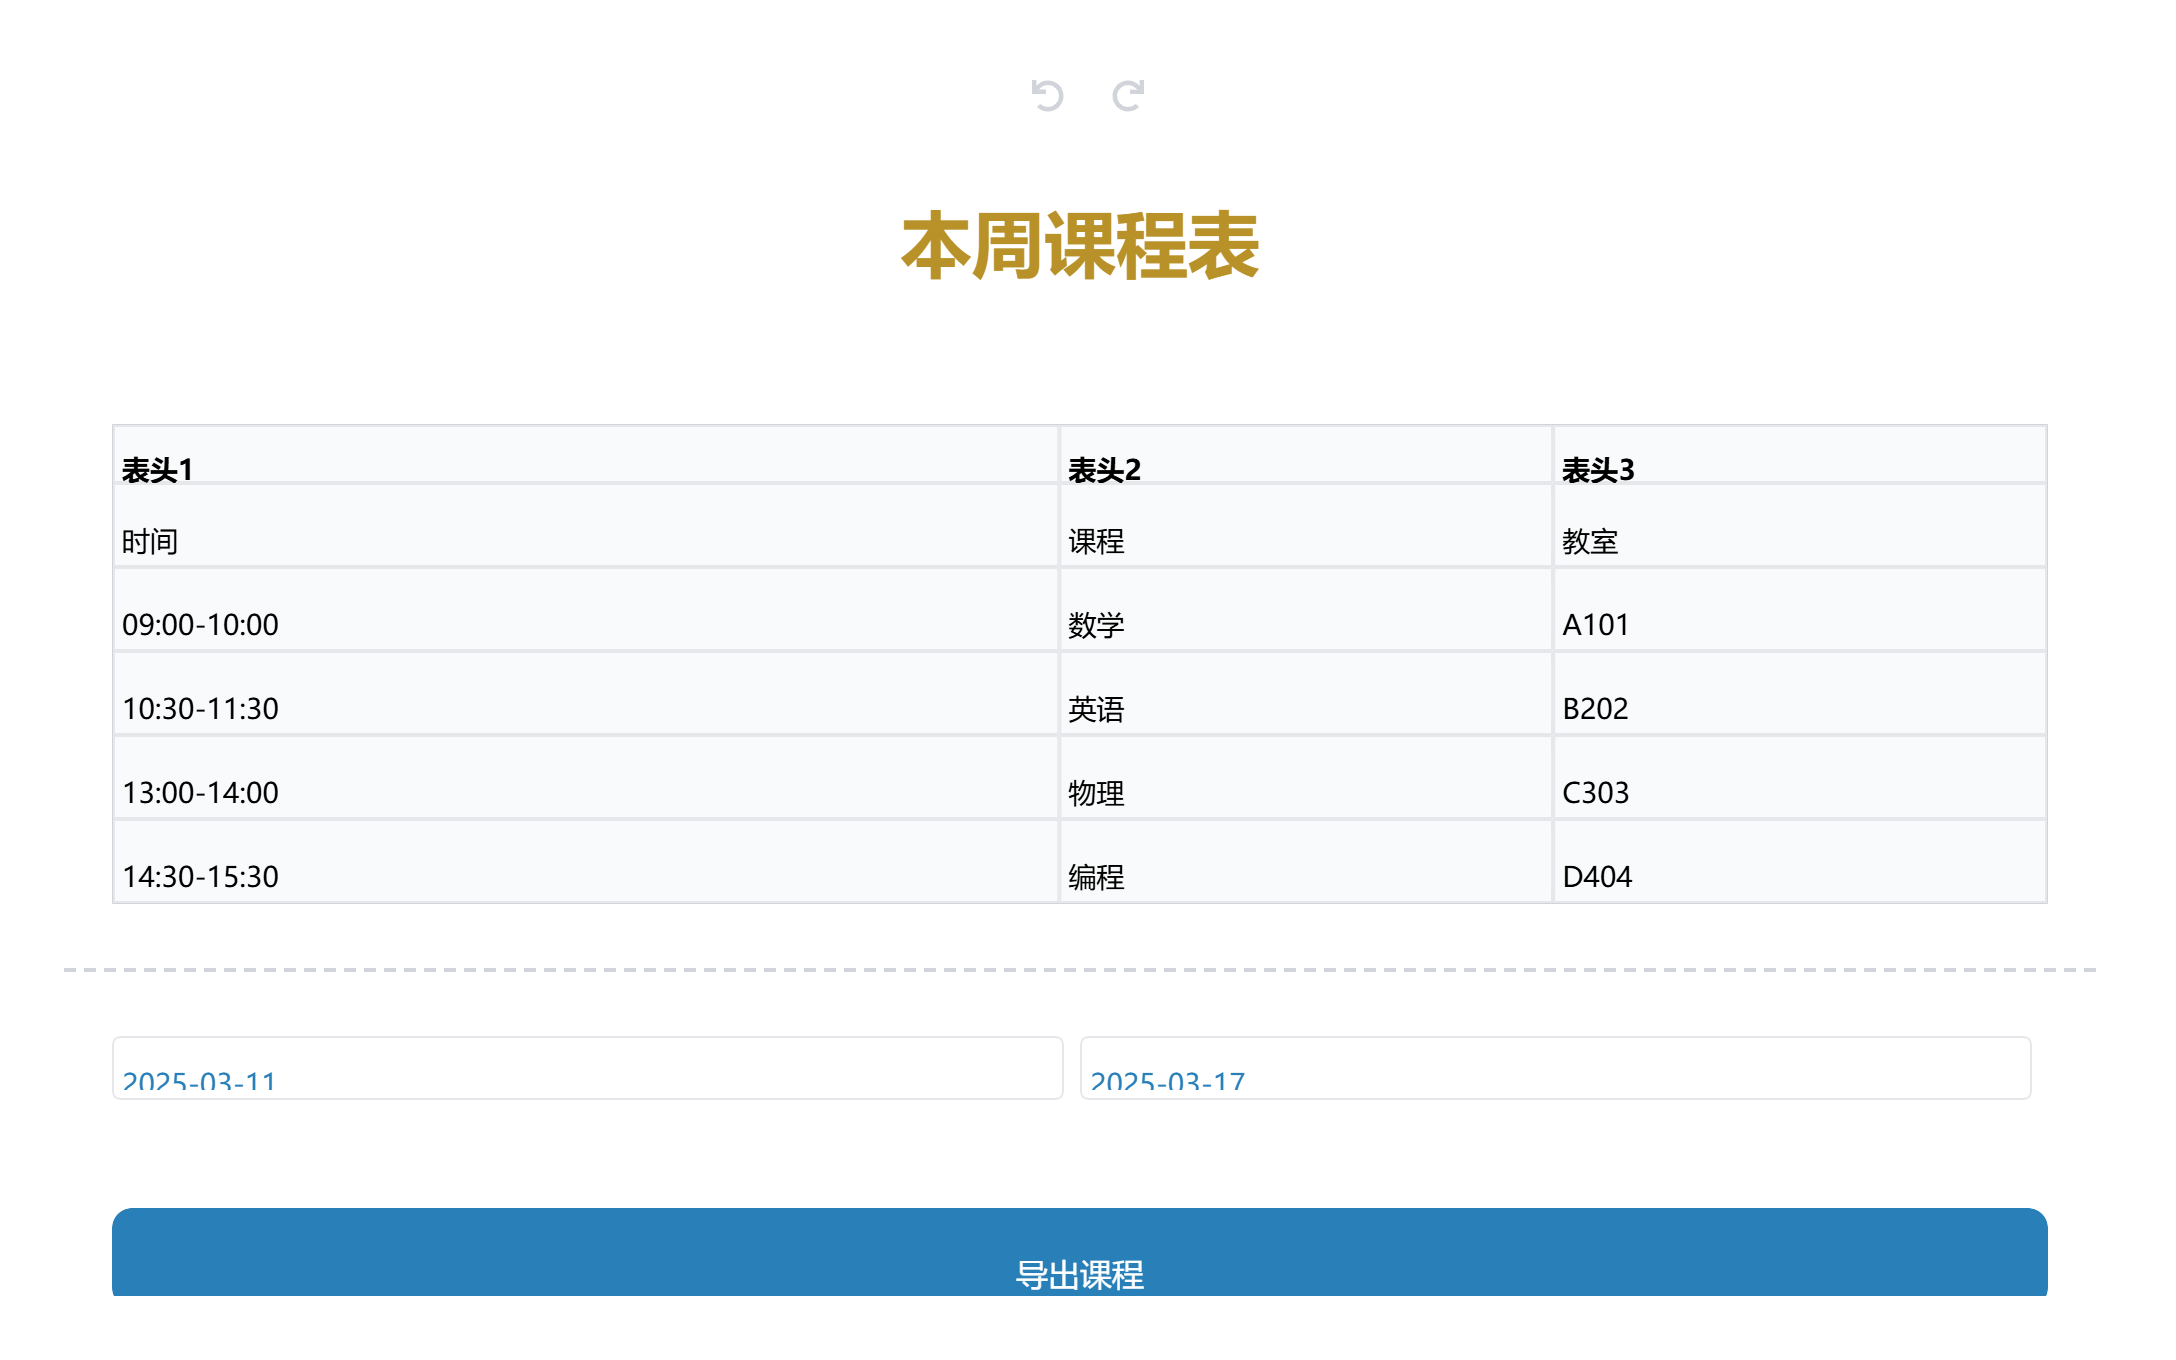 本周课程表
表头1 表头2 表头3
时间 课程 教室
09:00-10:00 数学 A101
10:30-11:30 英语 B202
13:00-14:00 物理 C303
14:30-15:30 编程 D404
2025-03-11 2025-03-17
导出课程